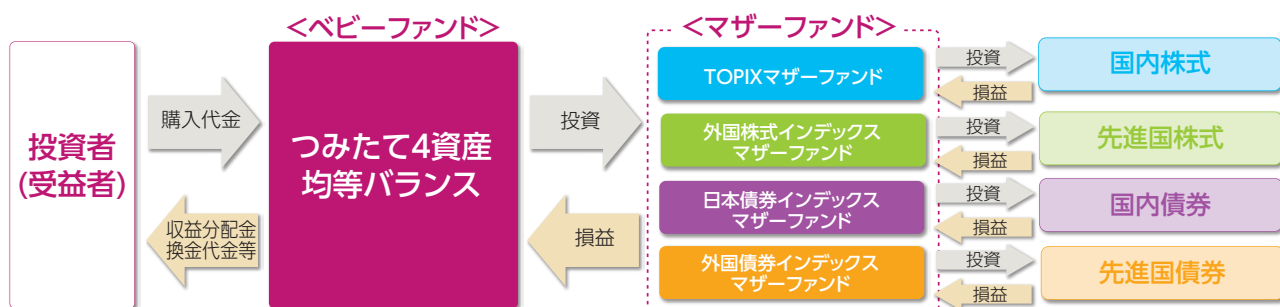 <ベビーファンド>
<マザーファンド>
投資者
(受益者)
購入代金
収益分配金
換金代金等
つみたて4資産
均等バランス
投資
損益
TOPIXマザーファンド
投資
損益
国内株式
外国株式インデックス
マザーファンド
投資
損益
先進国株式
日本債券インデックス
マザーファンド
投資
損益
国内債券
外国債券インデックス
マザーファンド
投資
損益
先進国債券